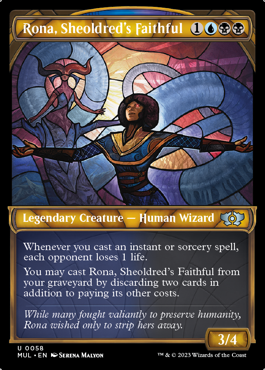 Rona, Sheoldred's Faithful 1
Legendary Creature — Human Wizard
Whenever you cast an instant or sorcery spell,
each opponent loses 1 life.
You may cast Rona, Sheoldred's Faithful from
your graveyard by discarding two cards in
addition to paying its other costs.
While many fought valiantly to preserve humanity,
Rona wished only to strip hers away.
3/4
U 0058
MUL • EN SERENA MALYON
™ & © 2023 Wizards of the Coast